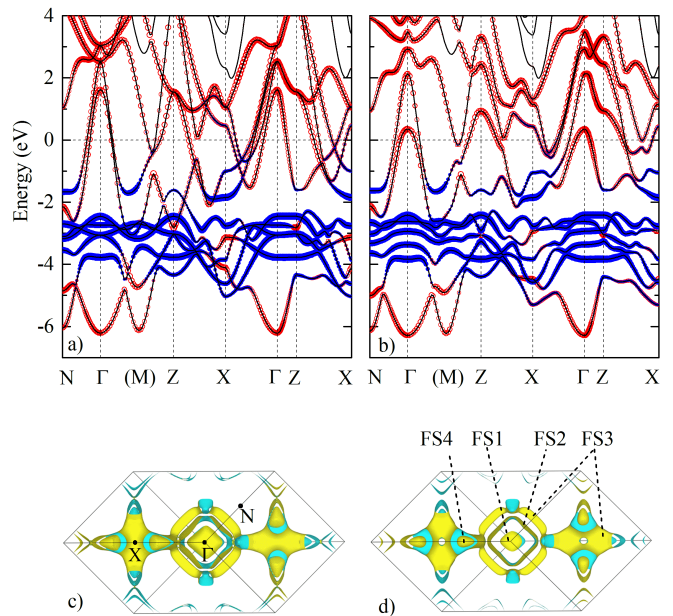 4
2
0
-2
-4
-6
Energy (eV)
a) b)
N Γ (M) Z X Γ Z X N Γ (M) Z X Γ Z X
FS4 FS1 FS2 FS3
N
X Γ
c) d)